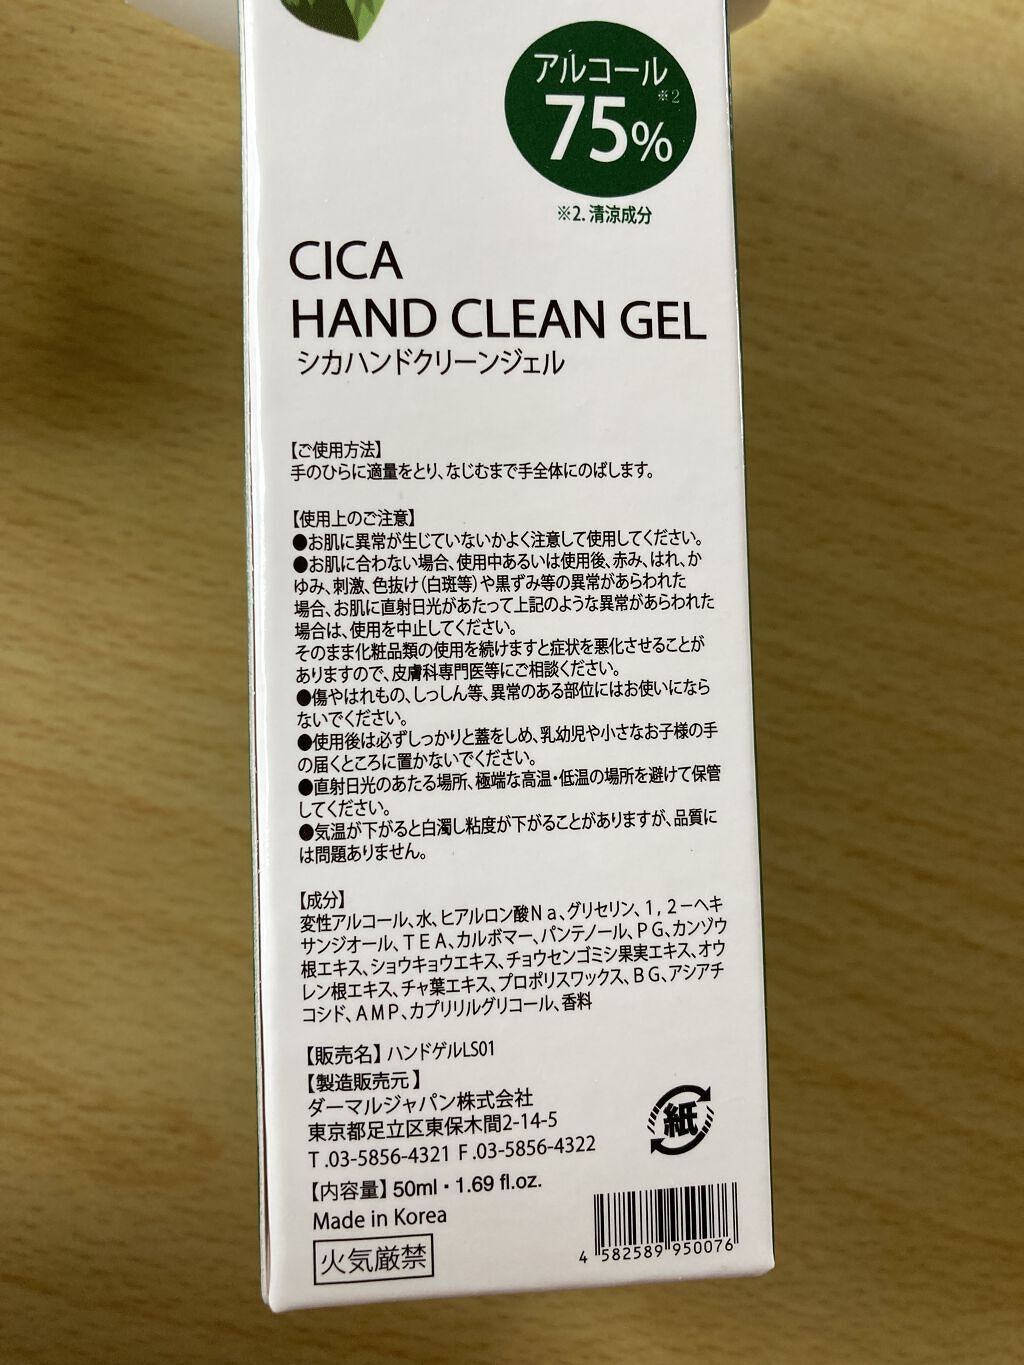 アルコール
75%※2
※2. 清涼成分
CICA
HAND CLEAN GEL
シカハンドクリーンジェル
【ご使用方法】
手のひらに適量をとり、なじむまで手全体にのばします。
【使用上のご注意】
●お肌に異常が生じていないかよく注意して使用してください。
●お肌に合わない場合、使用中あるいは使用後、赤み、はれ、か
ゆみ、刺激、色抜け(白斑等)や黒ずみ等の異常があらわれた
場合、お肌に直射日光があたって上記のような異常があらわれた
場合は、使用を中止してください。
そのまま化粧品類の使用を続けますと症状を悪化させることが
ありますので、皮膚科専門医等にご相談ください。
●傷やはれもの、しっしん等、異常のある部位にはお使いになら
ないでください。
●使用後は必ずしっかりと蓋をしめ、乳幼児や小さなお子様の手
の届くところに置かないでください。
●直射日光のあたる場所、極端な高温・低温の場所を避けて保管
してください。
●気温が下がると白濁し粘度が下がることがありますが、品質に
は問題ありません。
【成分】
変性アルコール、水、ヒアルロン酸Na、グリセリン、1,2-ヘキ
サンジオール、TEA、カルボマー、パンテノール、PG、カンゾウ
根エキス、ショウキョウエキス、チョウセンゴミシ果実エキス、オウ
レン根エキス、チャ葉エキス、プロポリスワックス、BG、アシアチ
コシド、AMP、カプリリルグリコール、香料
【販売名】ハンドゲルLS01
【製造販売元】
ダーマルジャパン株式会社
東京都足立区東保木間2-14-5
T .03-5856-4321 F .03-5856-4322
紙
【内容量】50ml・1.69 fl.oz.
Made in Korea
火気厳禁
4 582589 950076